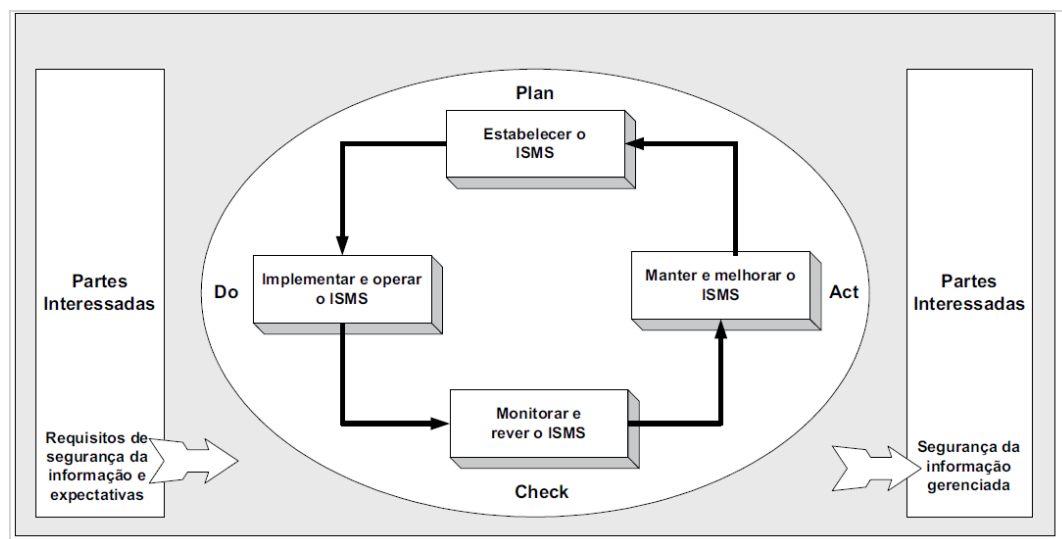 Partes
Interessadas
Requisitos de
segurança da
informação e
expectativas
Plan
Estabelecer o
ISMS
Do
Implementar e operar
o ISMS
Manter e melhorar o
ISMS
Act
Monitorar e
rever o ISMS
Check
Partes
Interessadas
Segurança da
informação
gerenciada